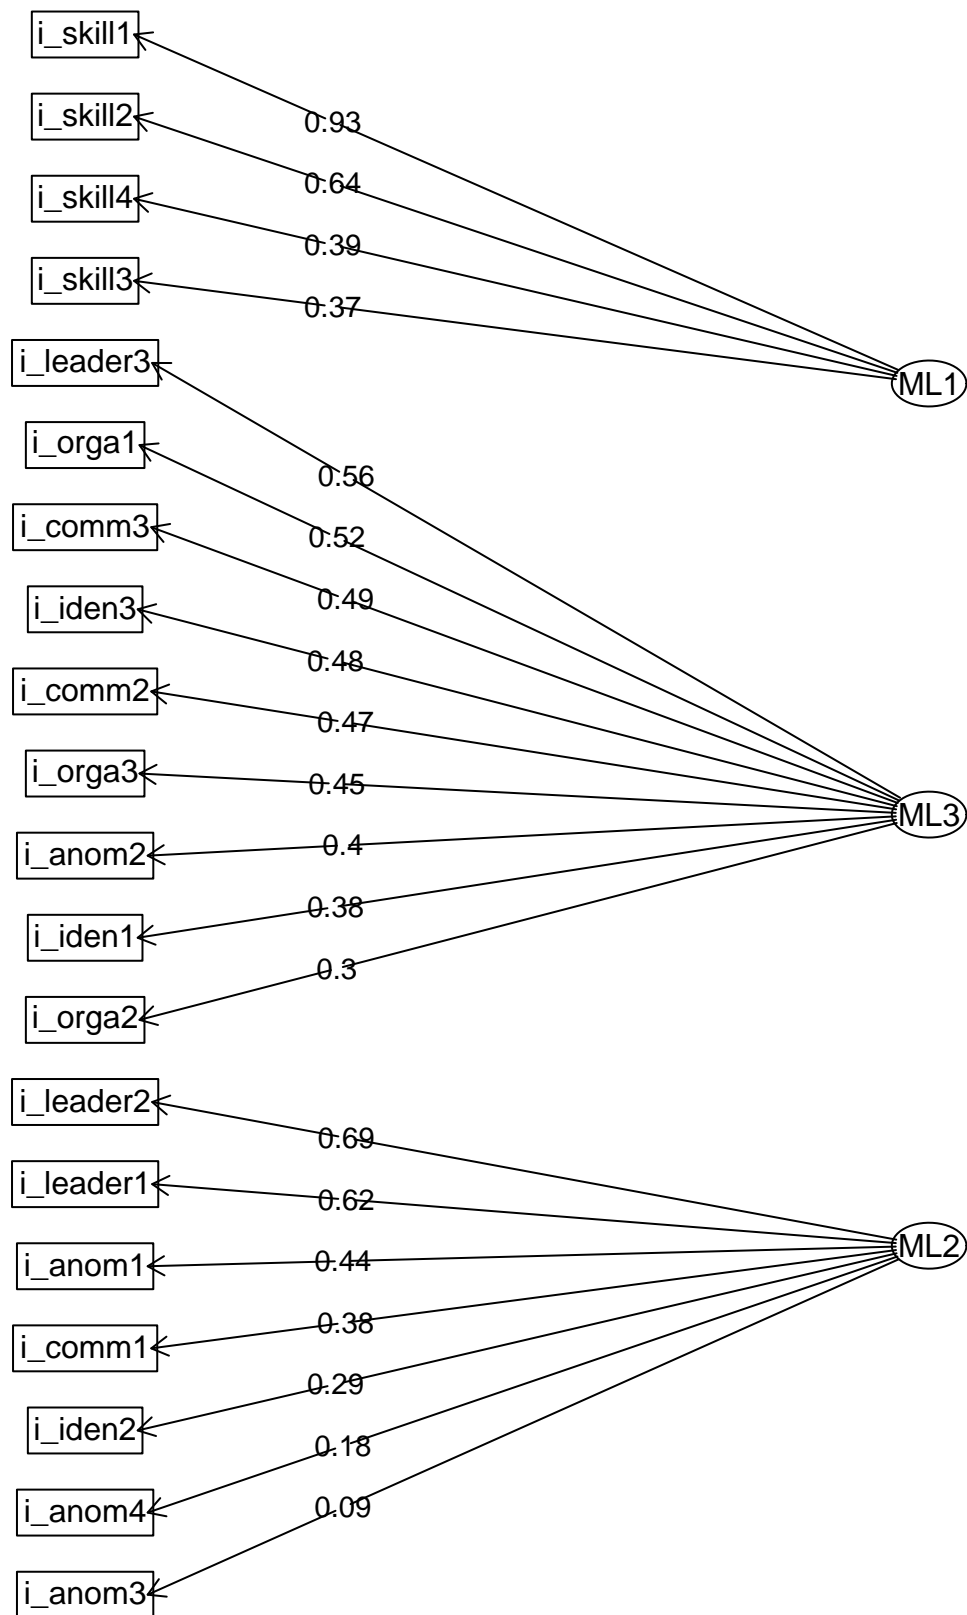 i_skill1
0.93
i_skill2
0.64
i_skill4
0.39
i_skill3
0.37
ML1
i_leader3
0.56
i_orga1
0.52
i_comm3
0.49
i_iden3
0.48
i_comm2
0.47
i_orga3
0.45
ML3
i_anom2
0.4
i_iden1
0.38
i_orga2
0.3
i_leader2
0.69
i_leader1
0.62
ML2
i_anom1
0.44
i_comm1
0.38
i_iden2
0.29
i_anom4
0.18
i_anom3
0.09